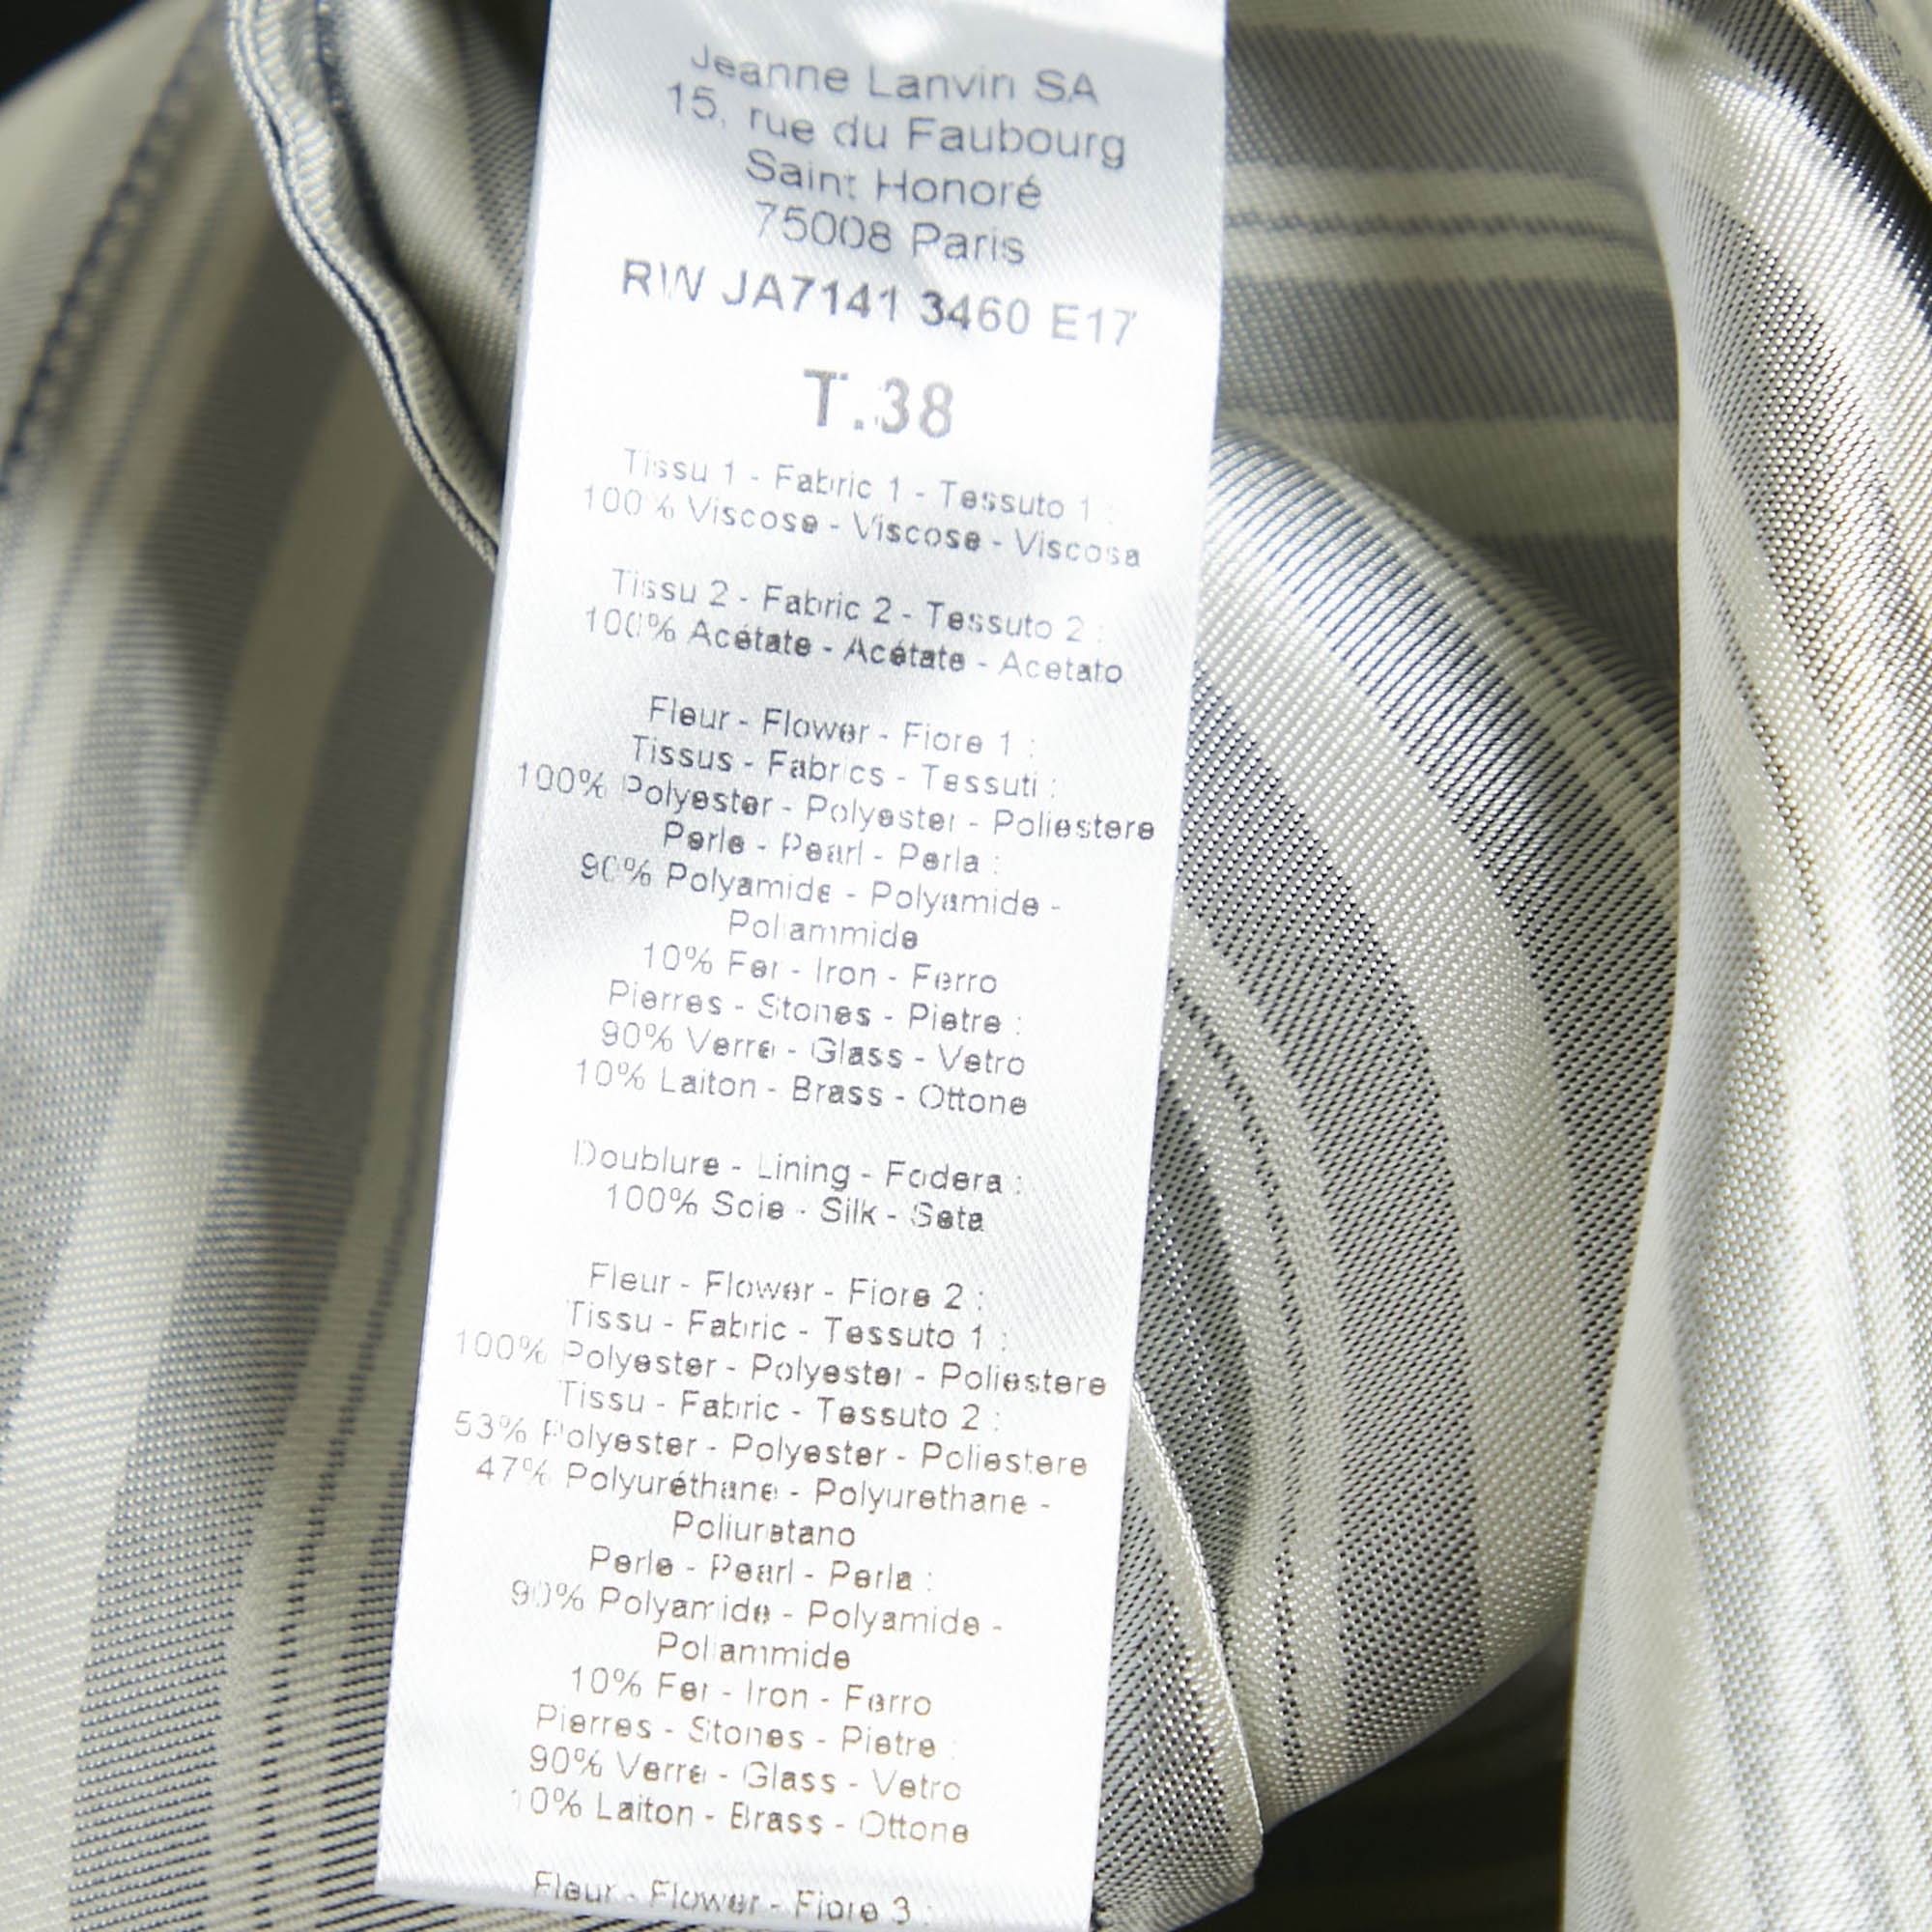 Jeanne Lanvin SA
15, rue du Faubourg
Saint Honoré
75008 Paris
RW JA7141 3460 E17
T.38
Tissu 1 - Fabric 1 - Tessuto 1 :
100 % Viscose - Viscose - Viscosa
Tissu 2 - Fabric 2 - Tessuto 2 :
100% Acétate - Acétate - Acetato
Fleur - Flower - Fiore 1 :
Tissus - Fabrics - Tessuti :
100% Polyester - Polyester - Poliestere
Perle - Pearl - Perla :
90% Polyamide - Polyamide -
Poliammide
10% Fer - Iron - Ferro
Pierres - Stones - Pietre :
90% Verre - Glass - Vetro
10% Laiton - Brass - Ottone
Doublure - Lining - Fodera :
100% Soie - Silk - Seta
Fleur - Flower - Fiore 2 :
Tissu - Fabric - Tessuto 1 :
100% Polyester - Polyester - Poliestere
Tissu - Fabric - Tessuto 2 :
53% Polyester - Polyester - Poliestere
47% Polyuréthane - Polyurethane -
Poliuretano
Perle - Pearl - Perla :
90% Polyamide - Polyamide -
Poliammide
10% Fer - Iron - Ferro
Pierres - Stones - Pietre :
90% Verre - Glass - Vetro
10% Laiton - Brass - Ottone
Fleur - Flower - Fiore 3 :